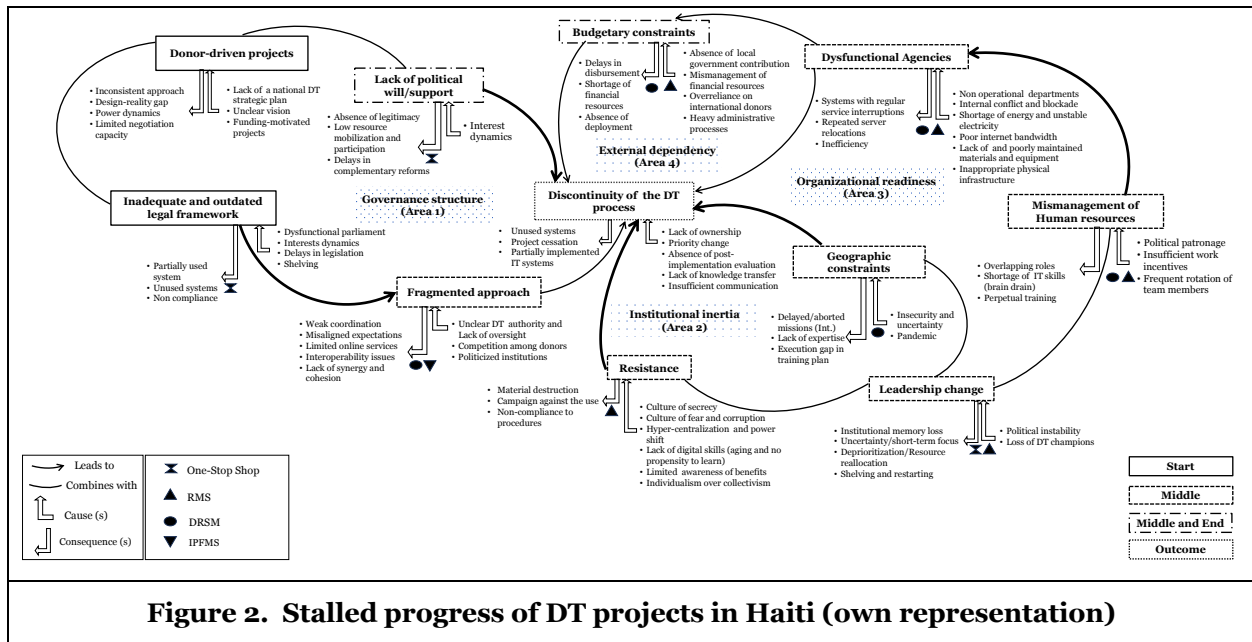 Donor-driven projects
• Inconsistent approach
• Design-reality gap
• Power dynamics
• Limited negotiation
capacity
• Lack of a national DT
strategic plan
• Unclear vision
• Funding-motivated
projects
Lack of political
will/support
• Absence of legitimacy
• Low resource
mobilization and
participation
• Delays in
complementary reforms
• Interest
dynamics
Budgetary constraints
• Delays in
disbursement
• Shortage of
financial
resources
• Absence of
deployment
• Absence of local
government contribution
• Mismanagement of
financial resources
• Overreliance on
international donors
• Heavy administrative
processes
Dysfunctional Agencies
• Systems with regular
service interruptions
• Repeated server
relocations
• Inefficiency
• Non operational departments
• Internal conflict and blockade
• Shortage of energy and unstable
electricity
• Poor internet bandwidth
• Lack of and poorly maintained
materials and equipment
• Inappropriate physical
infrastructure
External dependency
(Area 4)
Organizational readiness
(Area 3)
Governance structure
(Area 1)
Inadequate and outdated
legal framework
• Partially used
system
• Unused systems
• Non compliance
• Dysfunctional parliament
• Interests dynamics
• Delays in legislation
• Shelving
Discontinuity of the DT
process
• Unused systems
• Project cessation
• Partially implemented
IT systems
• Lack of ownership
• Priority change
• Absence of post-
implementation evaluation
• Lack of knowledge transfer
• Insufficient communication
Mismanagement of
Human resources
• Overlapping roles
• Shortage of IT skills
(brain drain)
• Perpetual training
• Political patronage
• Insufficient work
incentives
• Frequent rotation of
team members
Geographic
constraints
• Delayed/aborted
missions (Int.)
• Lack of expertise
• Execution gap in
training plan
• Insecurity and
uncertainty
• Pandemic
Fragmented approach
• Weak coordination
• Misaligned expectations
• Limited online services
• Interoperability issues
• Lack of synergy and
cohesion
• Unclear DT authority and
Lack of oversight
• Competition among donors
• Politicized institutions
Institutional inertia
(Area 2)
Resistance
• Material destruction
• Campaign against the use
• Non-compliance to
procedures
• Culture of secrecy
• Culture of fear and corruption
• Hyper-centralization and power
shift
• Lack of digital skills (aging and no
propensity to learn)
• Limited awareness of benefits
• Individualism over collectivism
Leadership change
• Institutional memory loss
• Uncertainty/short-term focus
• Deprioritization/Resource
reallocation
• Shelving and restarting
• Political instability
• Loss of DT champions
Leads to
Combines with
Cause (s)
Consequence (s)
One-Stop Shop
RMS
DRSM
IPFMS
Start
Middle
Middle and End
Outcome
Figure 2. Stalled progress of DT projects in Haiti (own representation)